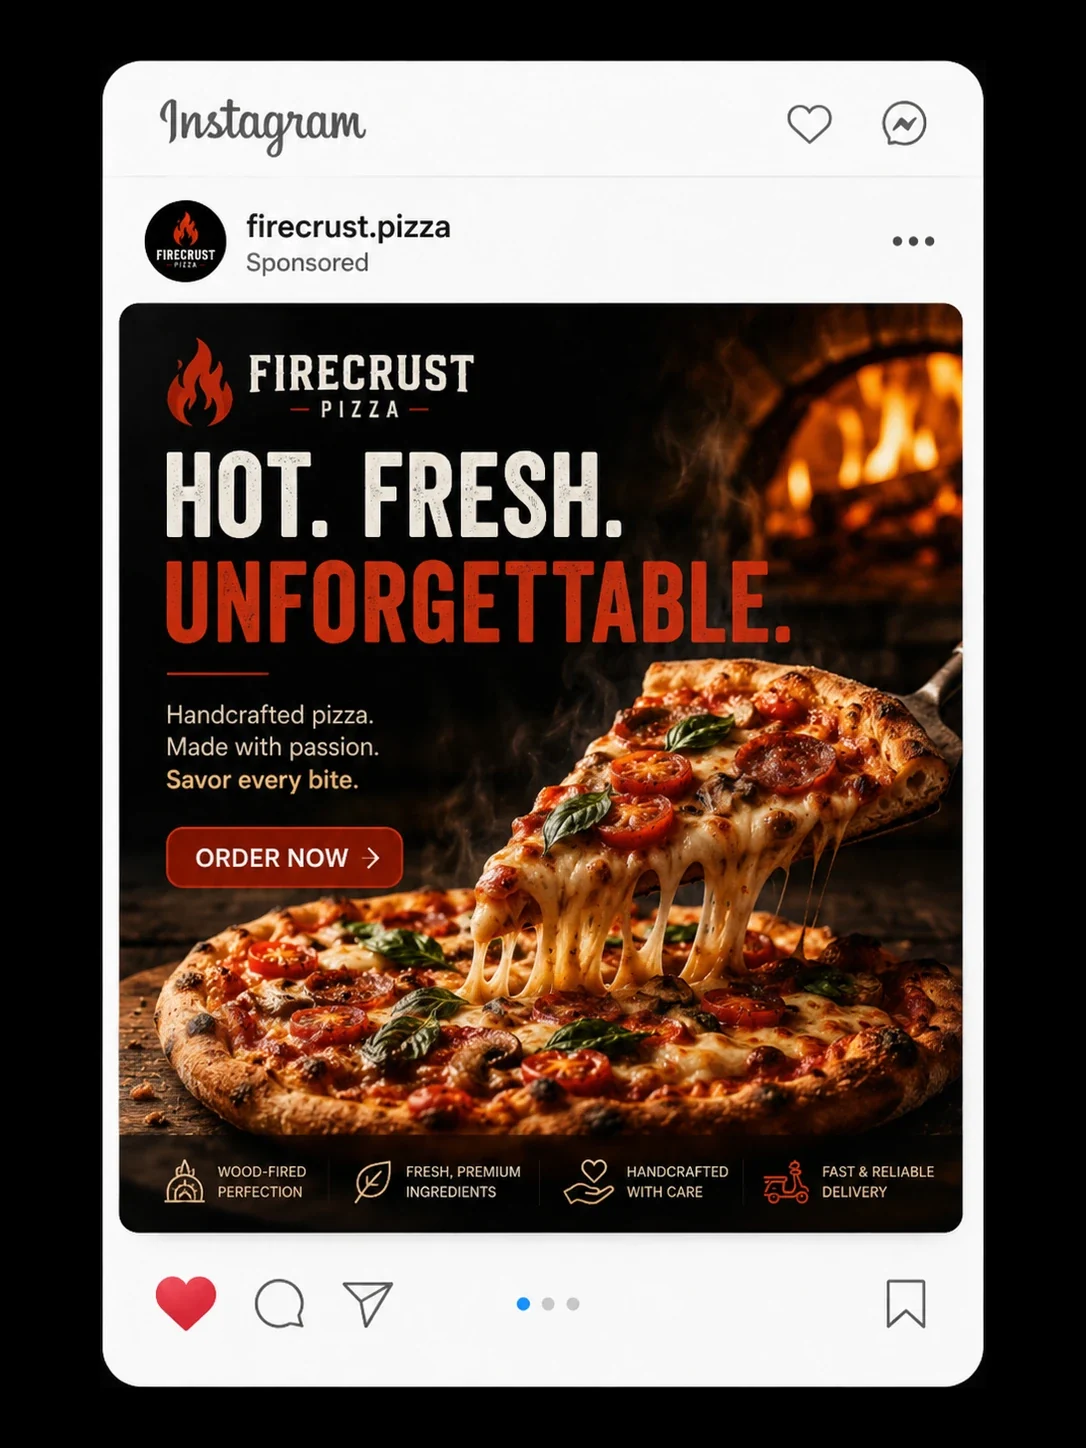 Instagram
FIRECRUST
PIZZA
firecrust.pizza
Sponsored
FIRECRUST
PIZZA
HOT. FRESH.
UNFORGETTABLE.
Handcrafted pizza.
Made with passion.
Savor every bite.
ORDER NOW →
WOOD-FIRED
PERFECTION
FRESH, PREMIUM
INGREDIENTS
HANDCRAFTED
WITH CARE
FAST & RELIABLE
DELIVERY